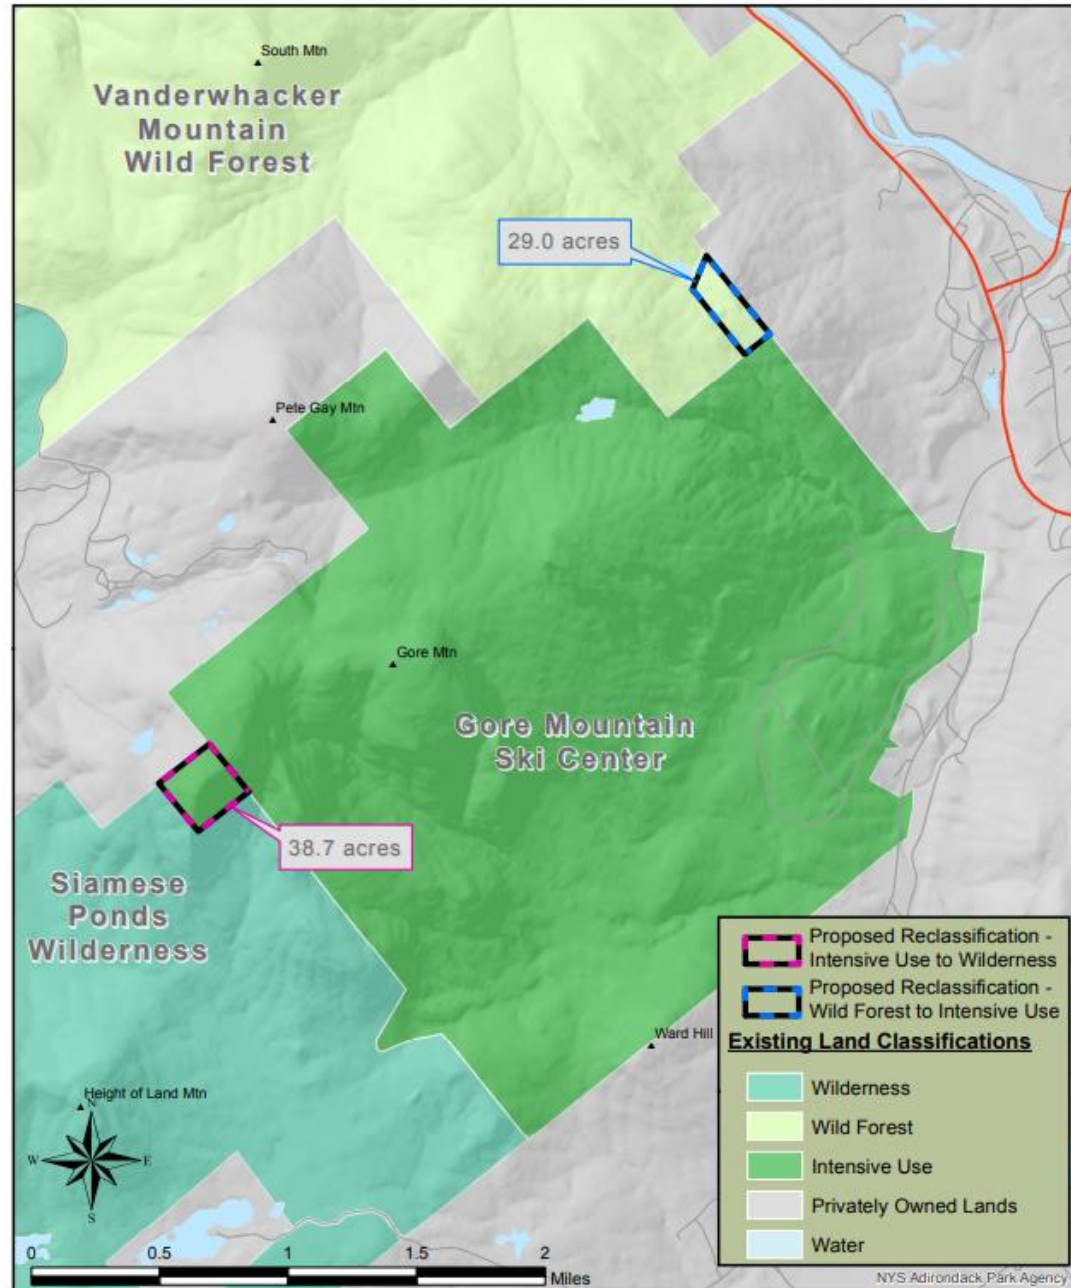 South Mtn
Vanderwhacker
Mountain
Wild Forest
29.0 acres
Pete Gay Mtn
Gore Mtn
Gore Mountain
Ski Center
38.7 acres
Siamese
Ponds
Wilderness
Ward Hill
Height of Land Mtn
N
W
E
S
0
0.5
1
1.5
2
Miles
Proposed Reclassification -
Intensive Use to Wilderness
Proposed Reclassification -
Wild Forest to Intensive Use
Existing Land Classifications
Wilderness
Wild Forest
Intensive Use
Privately Owned Lands
Water
NYS Adirondack Park Agency